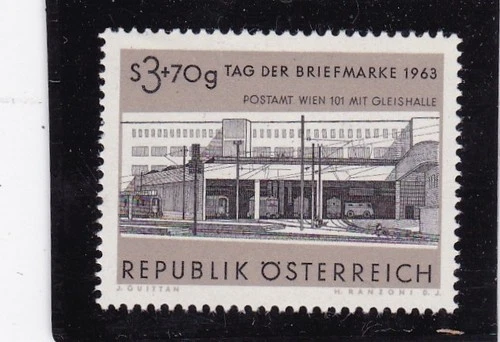 S3+70g TAG DER BRIEFMARKE 1963
POSTAMT WIEN 101 MIT GLEISHALLE
REPUBLIK ÖSTERREICH
J. GUITTAN H. RANZONI D. J.